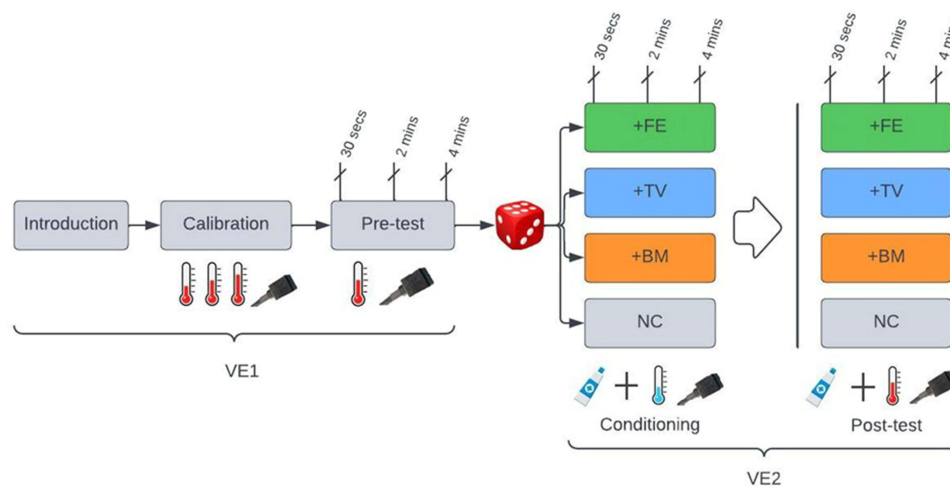 30 secs
2 mins
4 mins
30 secs
2 mins
+FE
+FE
30 secs
2 mins
4 mins
+TV
+TV
Introduction
Calibration
Pre-test
+BM
+BM
NC
NC
VE1
Conditioning
Post-test
VE2